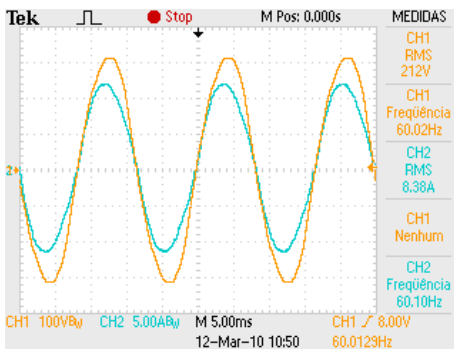 Tek Stop M Pos: 0.000s MEDIDAS
CH1
RMS
212V
CH1
Freqüência
60.02Hz
CH2
RMS
8.38A
CH1
Nenhum
CH2
Freqüência
60.10Hz
2
CH1 100VBW CH2 5.00ABW M 5.00ms CH1 8.00V
12-Mar-10 10:50 60.0129Hz